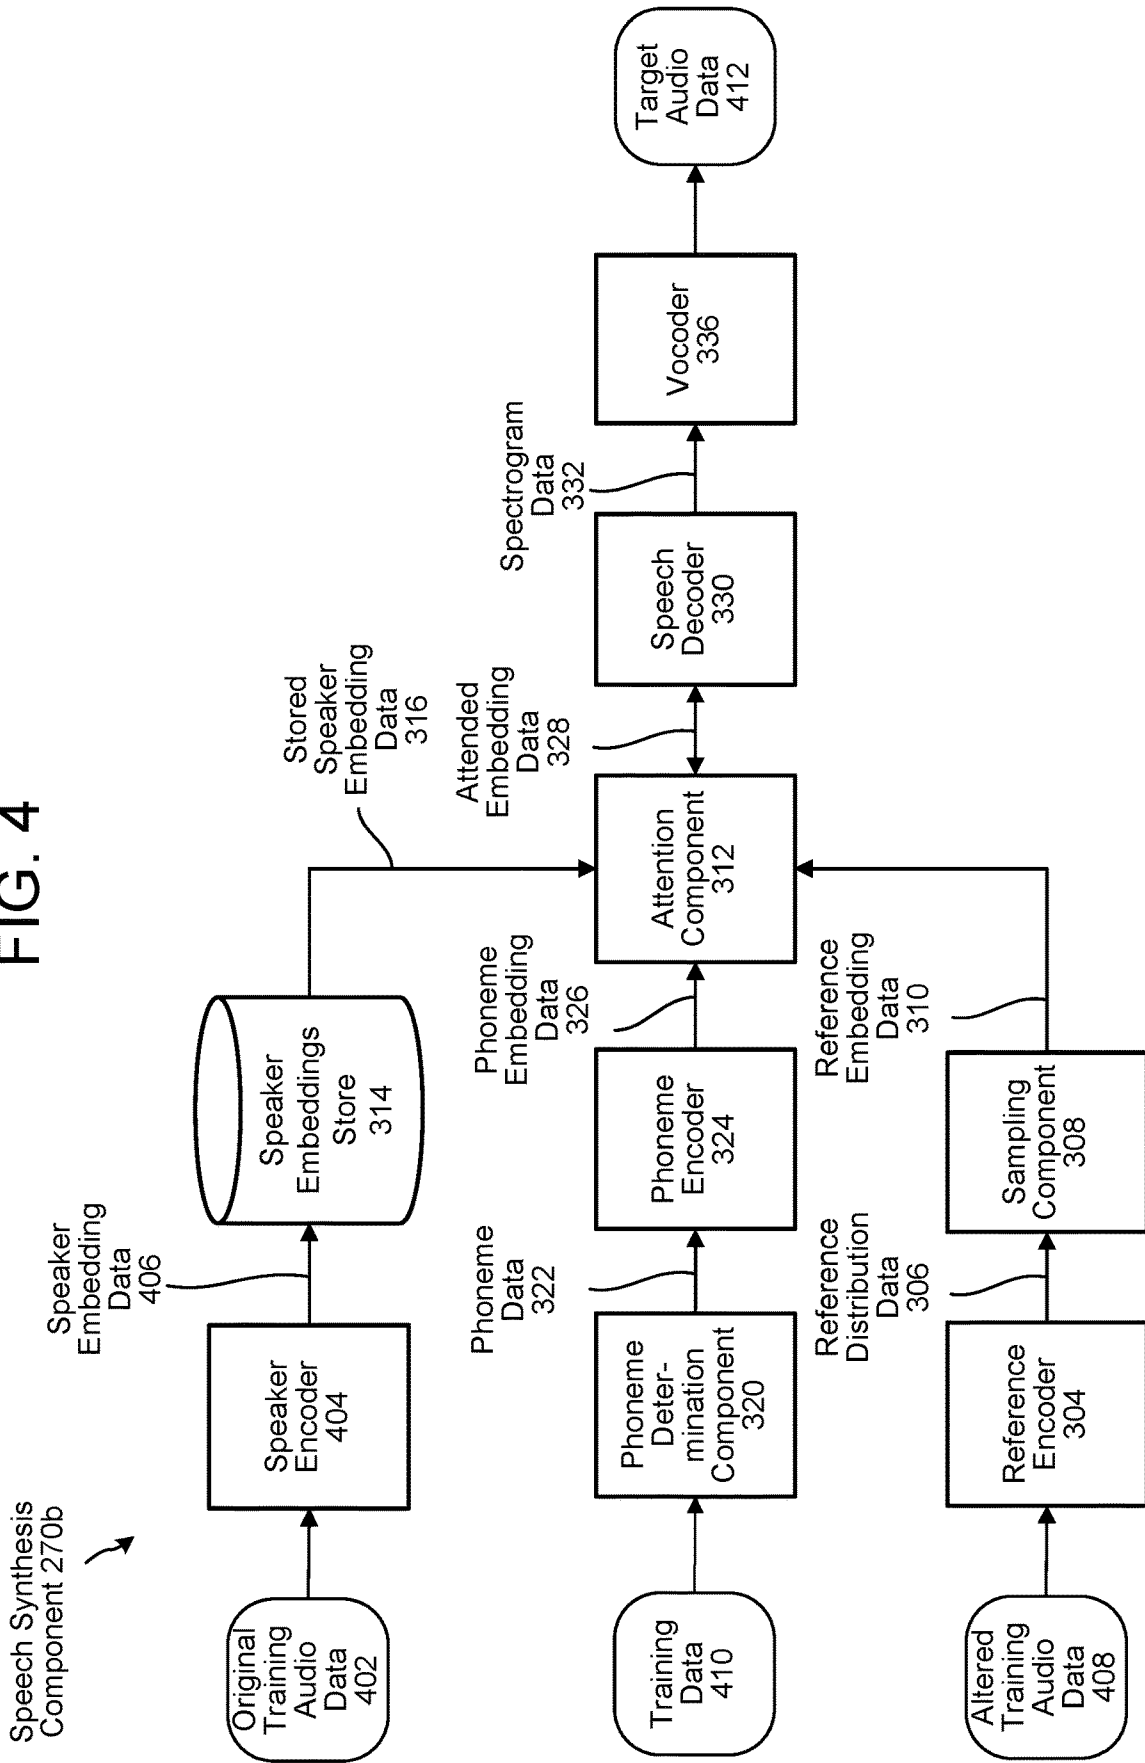 FIG. 4
Speech Synthesis
Component 270b
Original
Training
Audio
Data
402
Speaker
Encoder
404
Speaker
Embedding
Data
406
Speaker
Embeddings
Store
314
Stored
Speaker
Embedding
Data
316
Training
Data
410
Phoneme
Deter-
mination
Component
320
Phoneme
Data
322
Phoneme
Encoder
324
Phoneme
Embedding
Data
326
Attention
Component
312
Attended
Embedding
Data
328
Speech
Decoder
330
Spectrogram
Data
332
Vocoder
336
Target
Audio
Data
412
Altered
Training
Audio
Data
408
Reference
Encoder
304
Reference
Distribution
Data
306
Sampling
Component
308
Reference
Embedding
Data
310